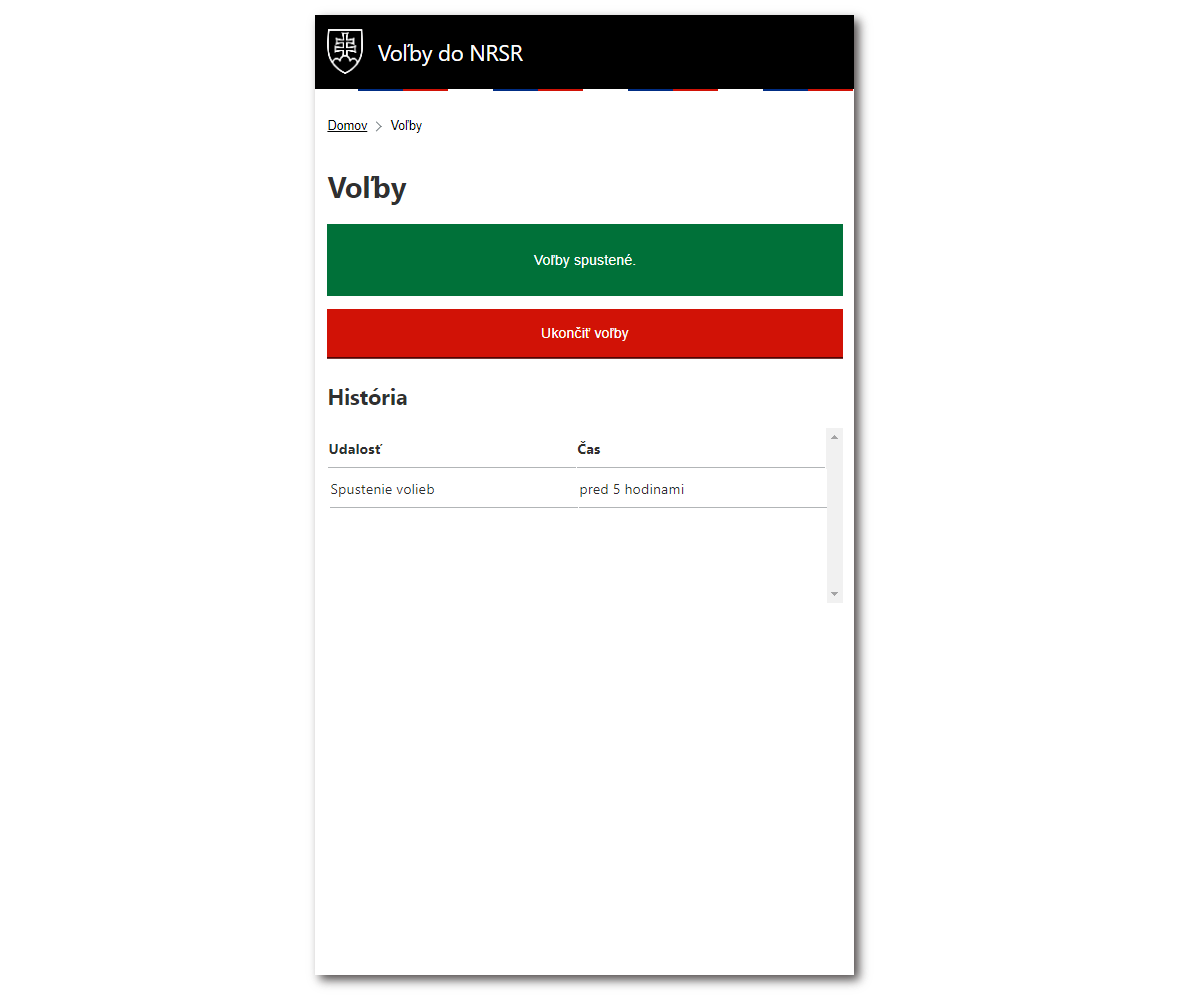 Voľby do NRSR
Domov > Voľby
Voľby
Voľby spustené.
Ukončiť voľby
História
Udalosť Čas
Spustenie volieb pred 5 hodinami